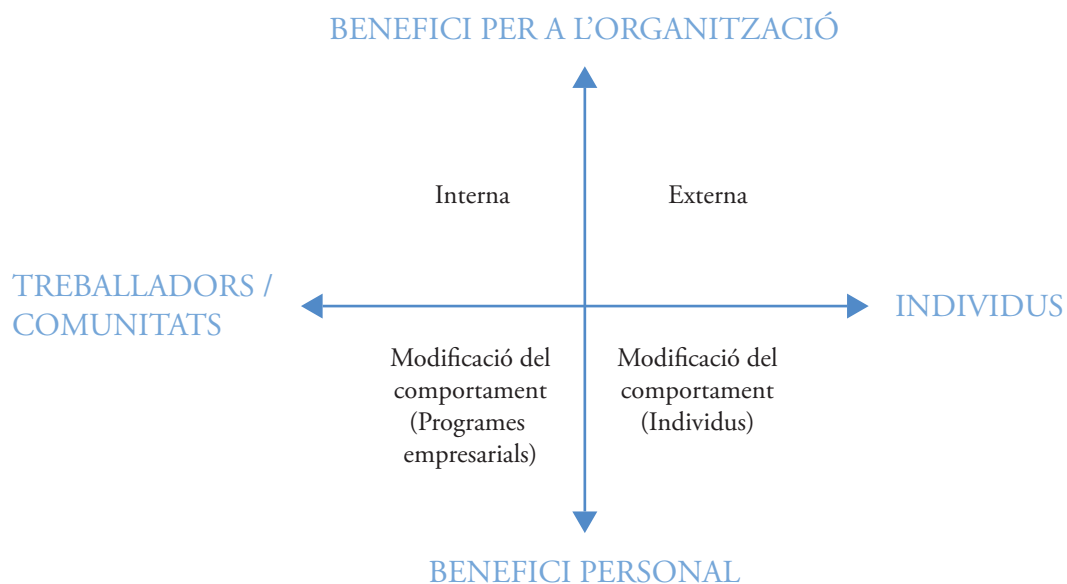 BENEFICI PER A L’ORGANITZACIÓ
Interna
Externa
TREBALLADORS /
COMUNITATS
INDIVIDUS
Modificació del
comportament
(Programes
empresarials)
Modificació del
comportament
(Individus)
BENEFICI PERSONAL